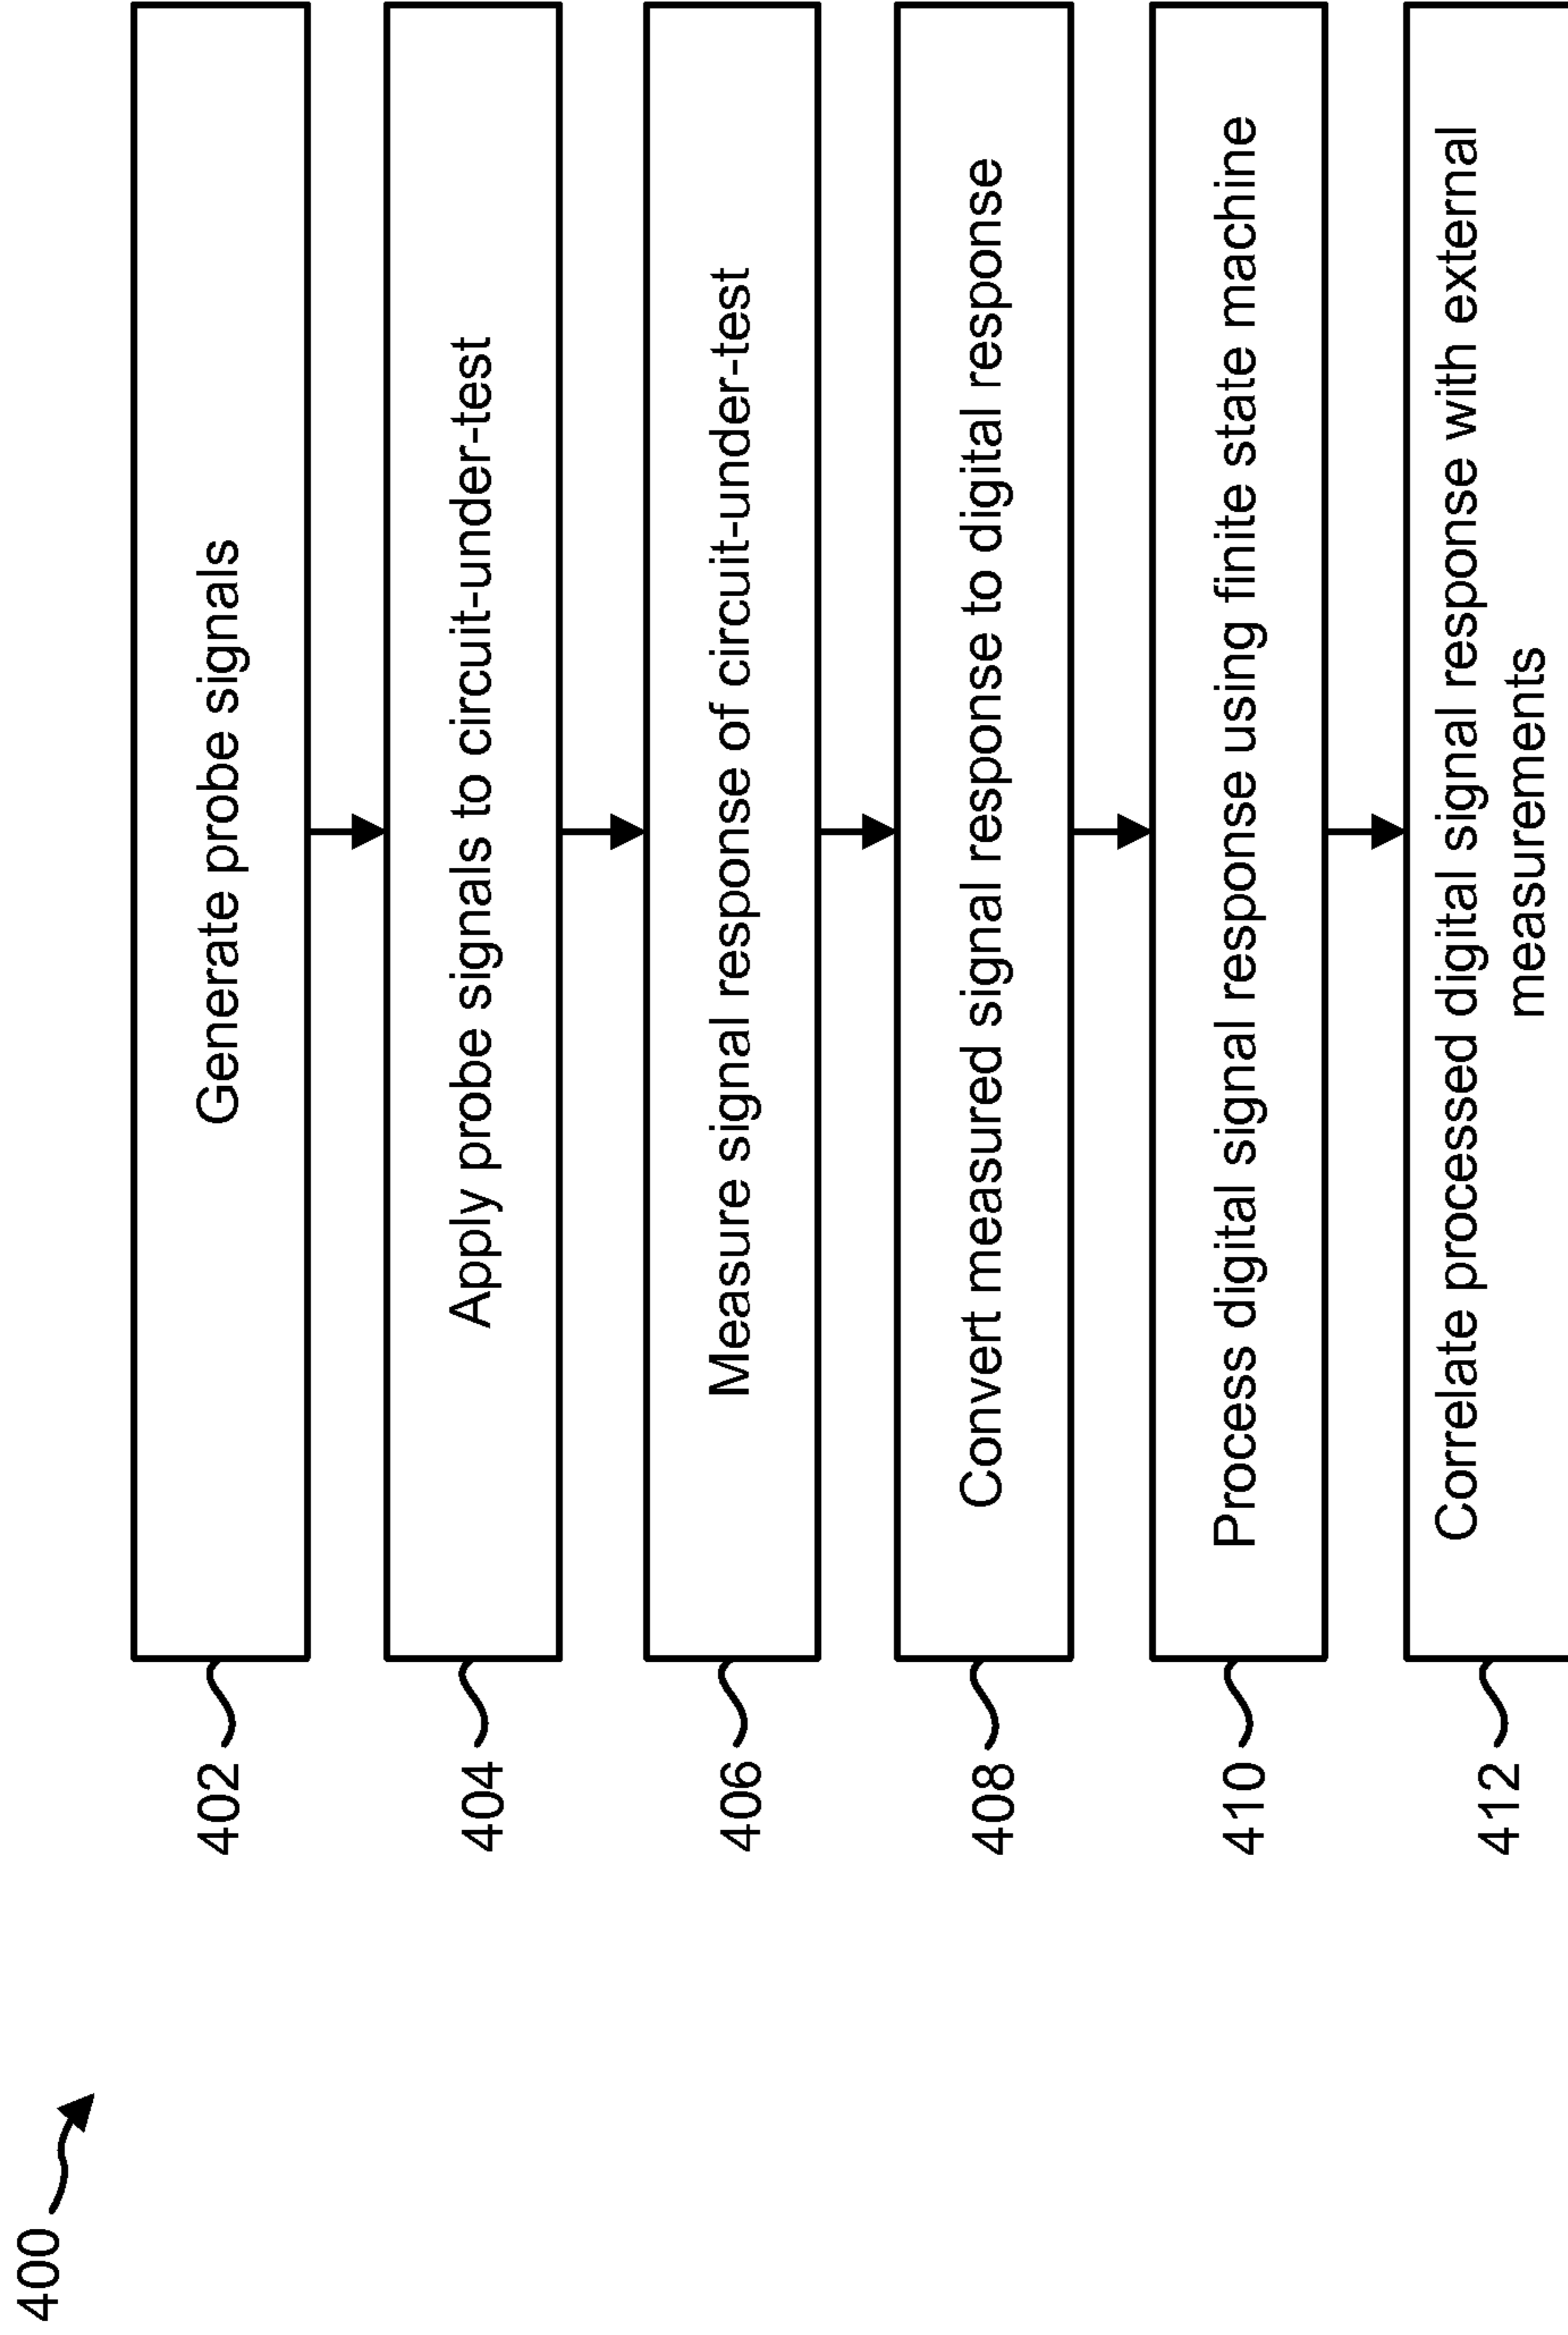 400
402
Generate probe signals
404
Apply probe signals to circuit-under-test
406
Measure signal response of circuit-under-test
408
Convert measured signal response to digital response
410
Process digital signal response using finite state machine
412
Correlate processed digital signal response with external
measurements